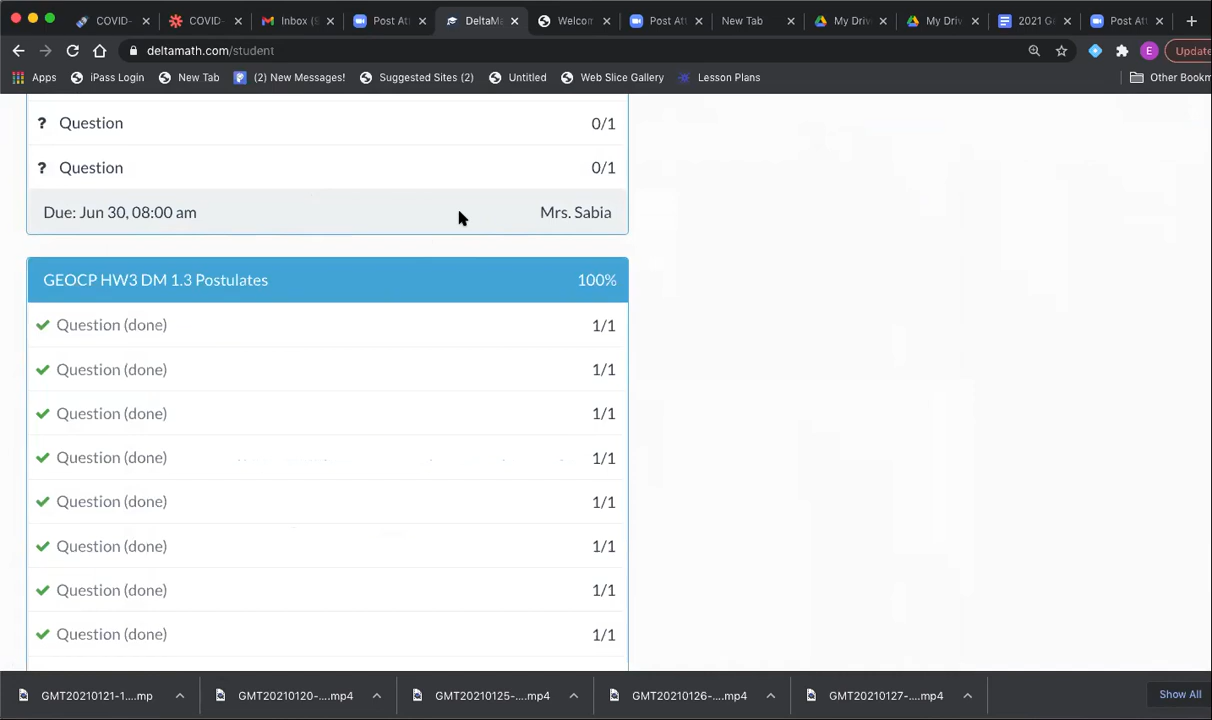 COVID-
COVID-
Inbox (
Post Att
DeltaMa
Welcom
Post Att
New Tab
My Driv
My Driv
2021 G
Post Att
deltamath.com/student
E
Update
Apps
iPass Login
New Tab
(2) New Messages!
Suggested Sites (2)
Untitled
Web Slice Gallery
Lesson Plans
Other Bookm
? Question 0/1
? Question 0/1
Due: Jun 30, 08:00 am Mrs. Sabia
GEOCP HW3 DM 1.3 Postulates 100%
Question (done) 1/1
Question (done) 1/1
Question (done) 1/1
Question (done) 1/1
Question (done) 1/1
Question (done) 1/1
Question (done) 1/1
Question (done) 1/1
GMT20210121-1....mp
GMT20210120-....mp4
GMT20210125-....mp4
GMT20210126-....mp4
GMT20210127-....mp4
Show All